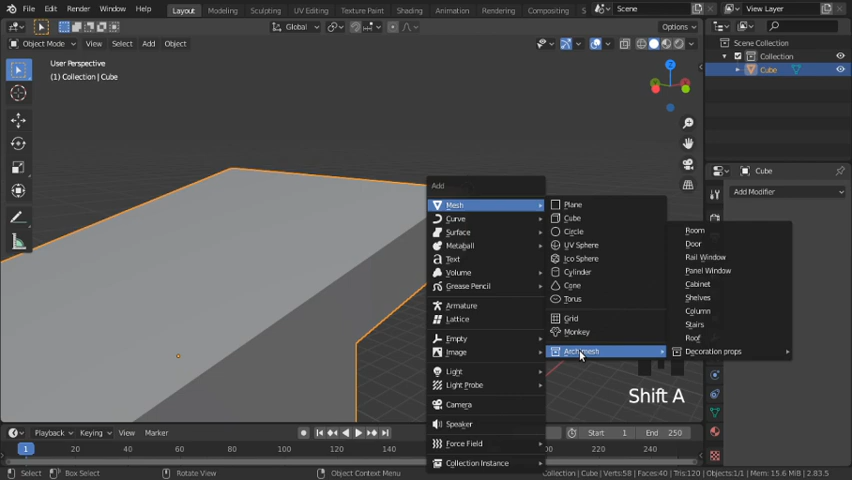 File Edit Render Window Help Layout Modeling Sculpting UV Editing Texture Paint Shading Animation Rendering Compositing Scene View Layer
Global Options
Object Mode View Select Add Object
Scene Collection
Collection
Cube
User Perspective
(1) Collection | Cube
Z
Cube
Add Modifier
Add
Mesh
Curve
Surface
Metaball
Text
Volume
Grease Pencil
Armature
Lattice
Empty
Image
Light
Light Probe
Camera
Speaker
Force Field
Collection Instance
Plane
Cube
Circle
UV Sphere
Ico Sphere
Cylinder
Cone
Torus
Grid
Monkey
Archimesh
Room
Door
Rail Window
Panel Window
Cabinet
Shelves
Column
Stairs
Roof
Decoration props
Shift A
Playback Keying View Marker Start 1 End 250
1 20 40 60 80 100 120 140 200 220 240
Select Box Select Rotate View Object Context Menu Collection | Cube | Verts:58 | Faces:40 | Tris:120 | Objects:1/1 | Mem: 15.6 MiB | 2.83.5